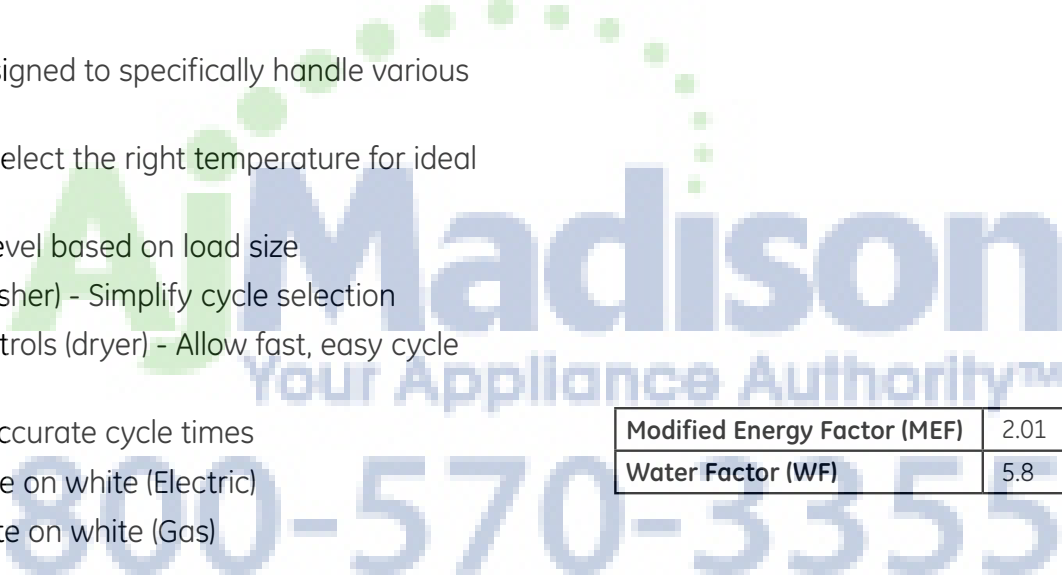 signed to specifically handle various
elect the right temperature for ideal
evel based on load size
sher) - Simplify cycle selection
trols (dryer) - Allow fast, easy cycle
ccurate cycle times
e on white (Electric)
te on white (Gas)
Modified Energy Factor (MEF) 2.01
Water Factor (WF) 5.8
AjMadison
Your Appliance Authority™
800-570-3355